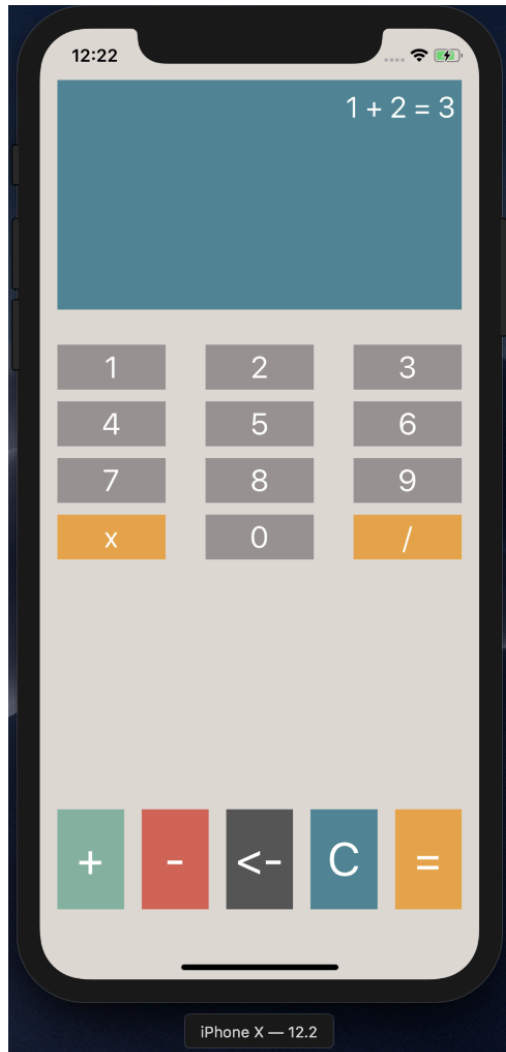 12:22
1 + 2 = 3
1 2 3
4 5 6
7 8 9
x 0 /
+ - <- C =
iPhone X — 12.2